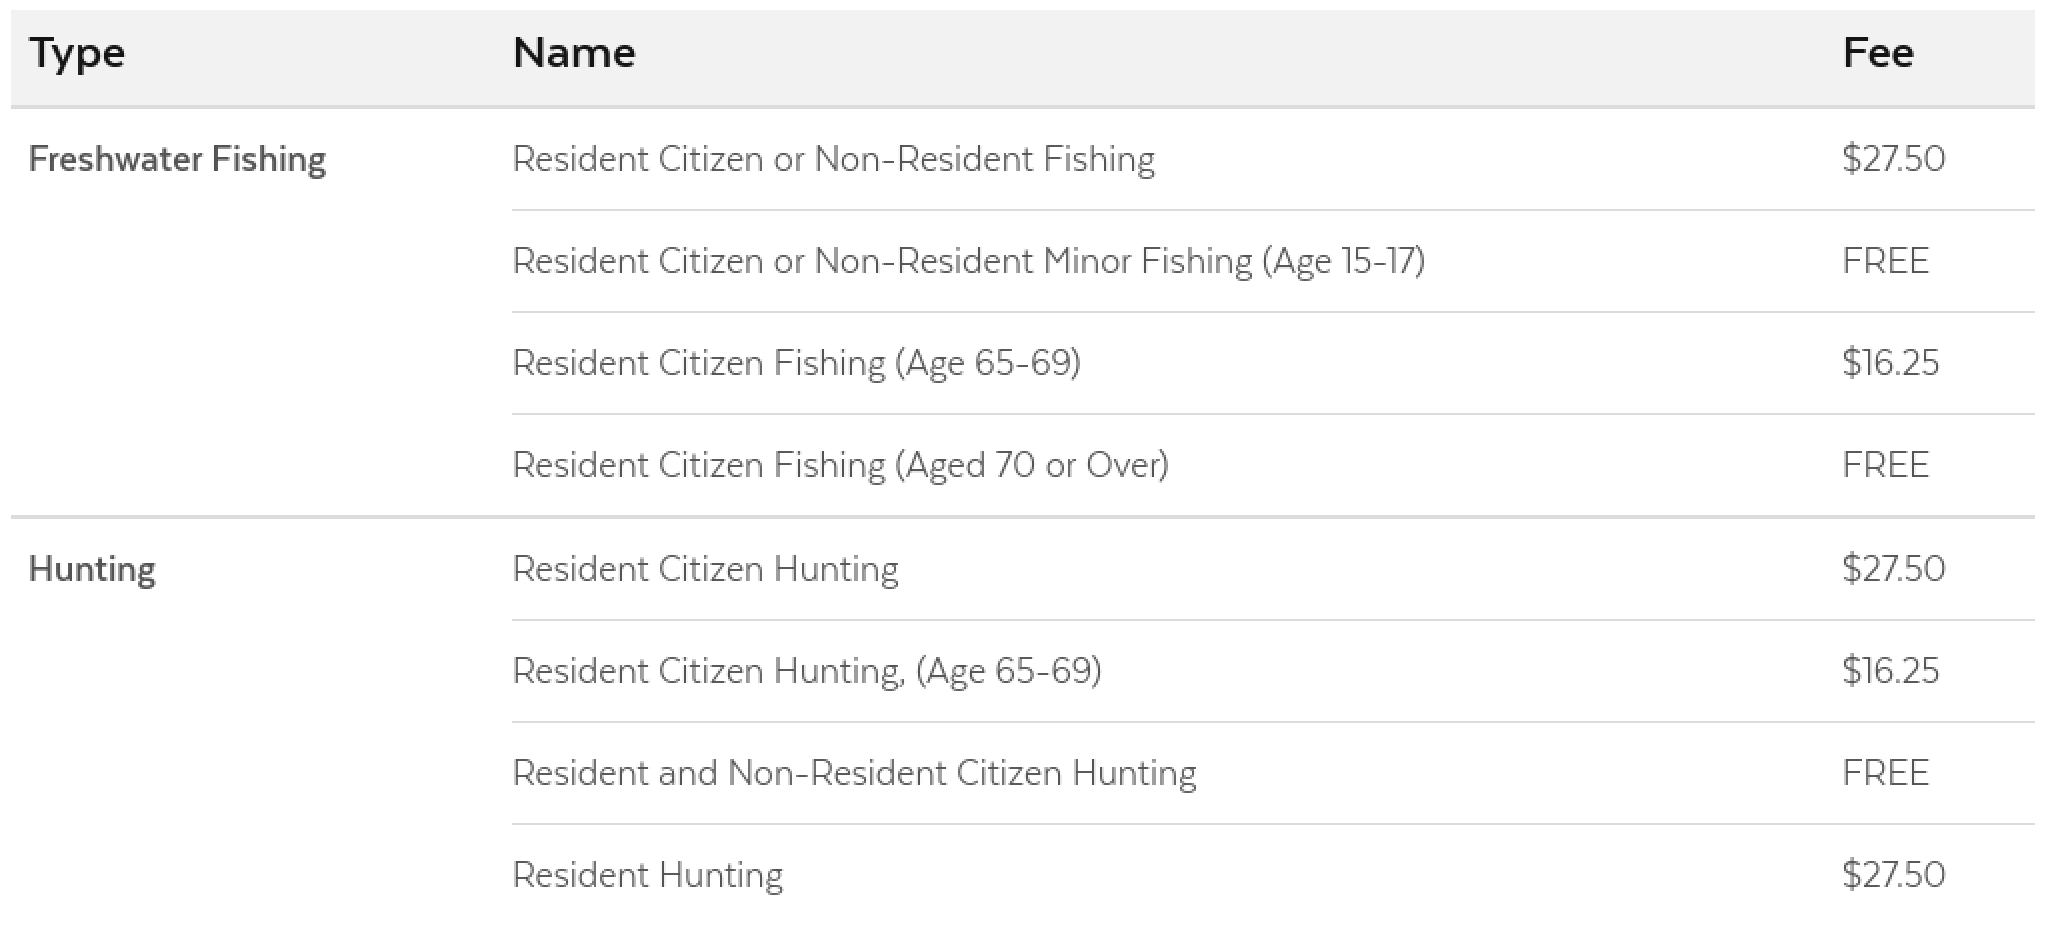 Type Name Fee
Freshwater Fishing Resident Citizen or Non-Resident Fishing $27.50
Resident Citizen or Non-Resident Minor Fishing (Age 15-17) FREE
Resident Citizen Fishing (Age 65-69) $16.25
Resident Citizen Fishing (Aged 70 or Over) FREE
Hunting Resident Citizen Hunting $27.50
Resident Citizen Hunting, (Age 65-69) $16.25
Resident and Non-Resident Citizen Hunting FREE
Resident Hunting $27.50